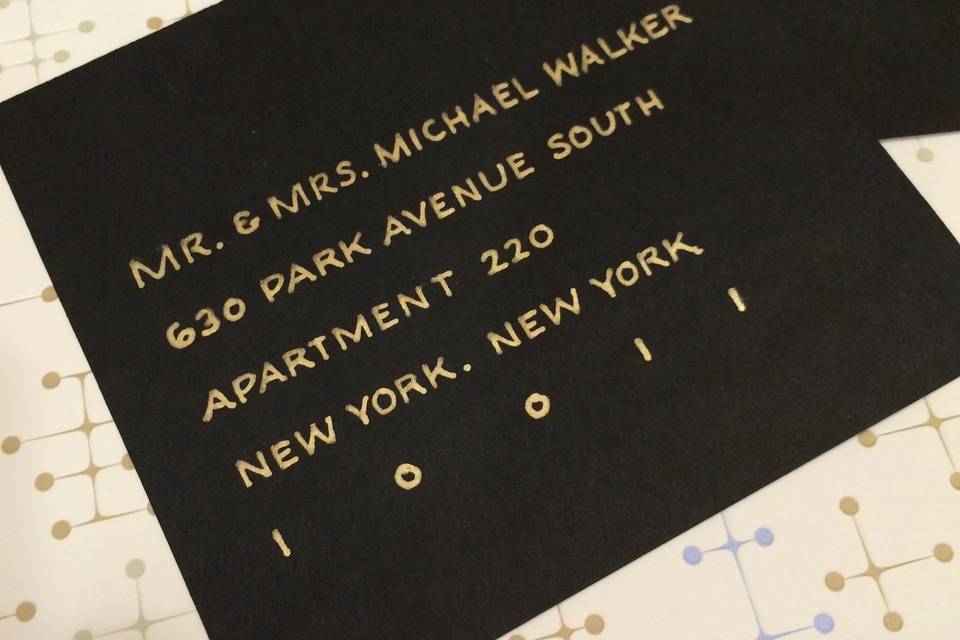 MR. & MRS. MICHAEL WALKER
630 PARK AVENUE SOUTH
APARTMENT 220
NEW YORK. NEW YORK
1 0 0 1 1